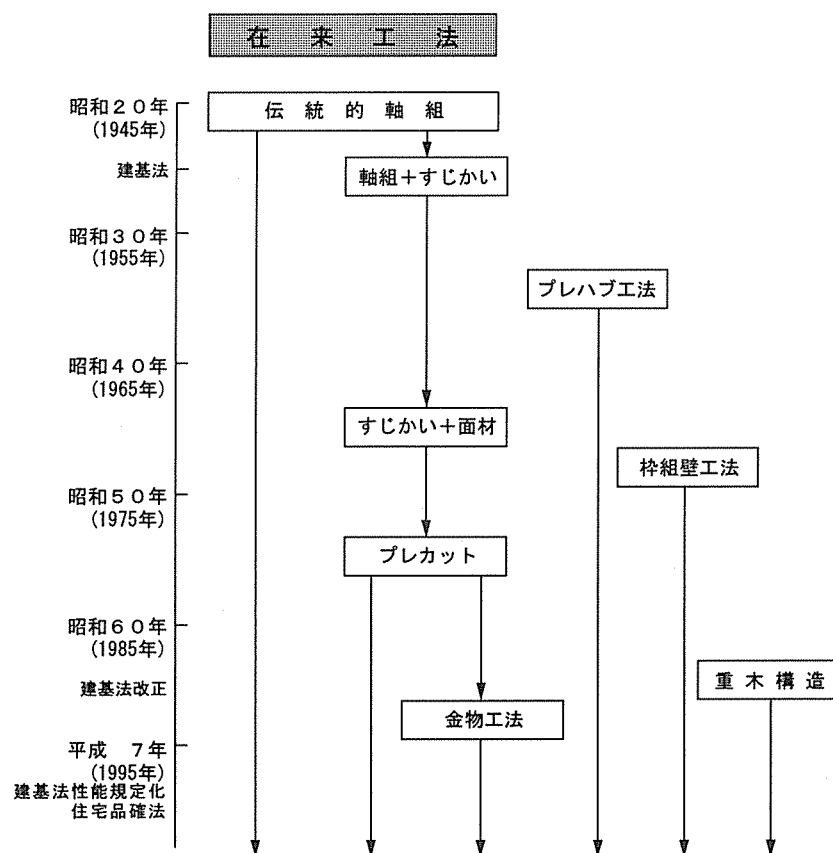 在来工法
昭和２０年
(1945年)
伝統的軸組
建基法
軸組＋すじかい
昭和３０年
(1955年)
プレハブ工法
昭和４０年
(1965年)
すじかい＋面材
枠組壁工法
昭和５０年
(1975年)
プレカット
昭和６０年
(1985年)
建基法改正
重木構造
金物工法
平成　７年
(1995年)
建基法性能規定化
住宅品確法